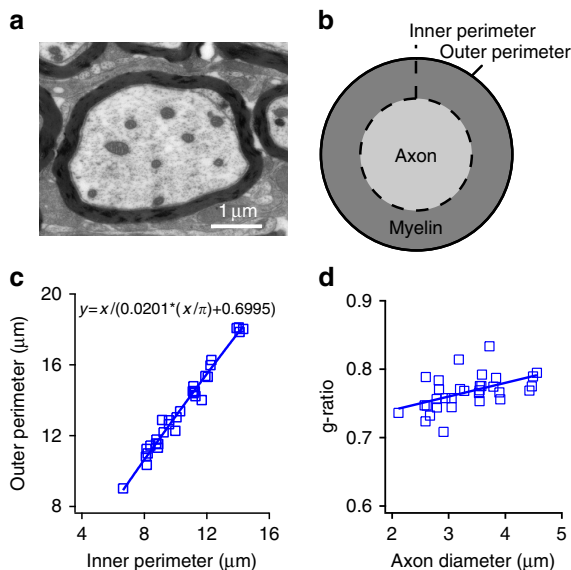 a
1 μm
b
Inner perimeter
Outer perimeter
Axon
Myelin
c
y=x/(0.0201*(x/π)+0.6995)
Outer perimeter (μm)
20
16
12
8
4 8 12 16
Inner perimeter (μm)
d
g-ratio
0.9
0.8
0.7
0.6
2 3 4 5
Axon diameter (μm)